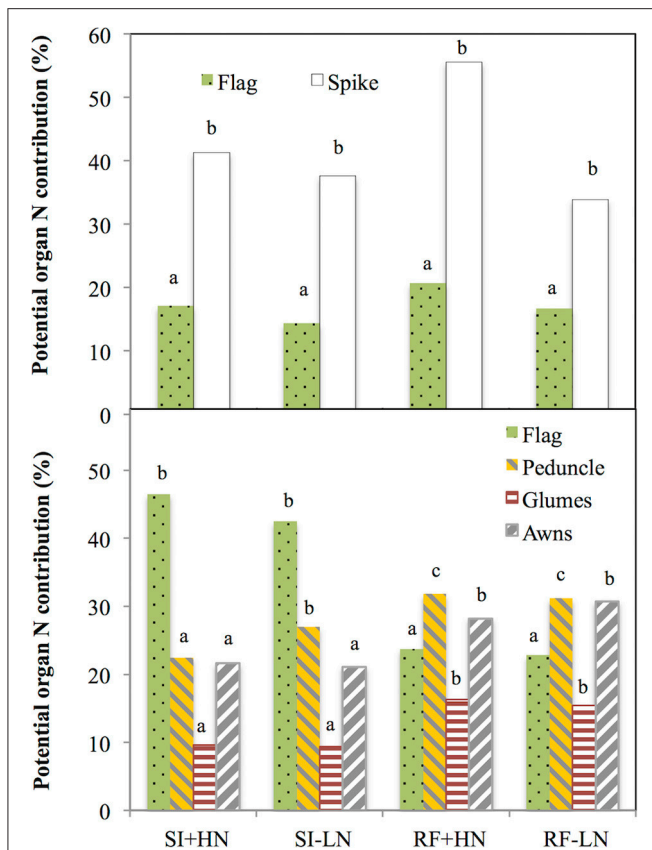 Potential organ N contribution (%)
60
50
40
30
20
10
0
Flag
Spike
a
b
a
b
a
b
a
b
Potential organ N contribution (%)
50
40
30
20
10
0
Flag
Peduncle
Glumes
Awns
b
a
a
a
b
b
a
a
a
c
b
b
a
c
b
b
SI+HN
SI-LN
RF+HN
RF-LN